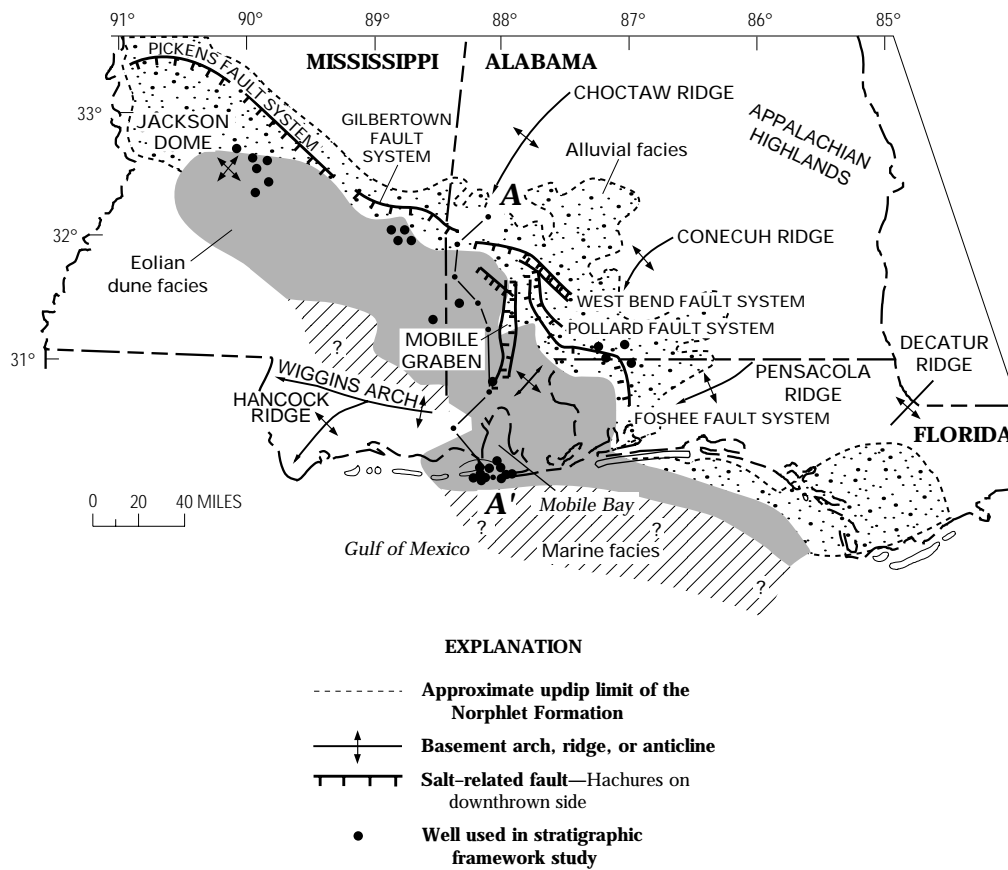 91° 90° 89° 88° 87° 86° 85°
33°
32°
31°
MISSISSIPPI
ALABAMA
PICKENS FAULT SYSTEM
JACKSON
DOME
GILBERTOWN
FAULT
SYSTEM
CHOCTAW RIDGE
Alluvial facies
APPALACHIAN
HIGHLANDS
A
CONECUH RIDGE
Eolian
dune facies
WEST BEND FAULT SYSTEM
POLLARD FAULT SYSTEM
MOBILE
GRABEN
?
WIGGINS ARCH
HANCOCK
RIDGE
PENSACOLA
RIDGE
DECATUR
RIDGE
FOSHEE FAULT SYSTEM
FLORIDA
0 20 40 MILES
A'
Mobile Bay
?
?
Gulf of Mexico
Marine facies
?
EXPLANATION
Approximate updip limit of the
Norphlet Formation
Basement arch, ridge, or anticline
Salt–related fault—Hachures on
downthrown side
Well used in stratigraphic
framework study